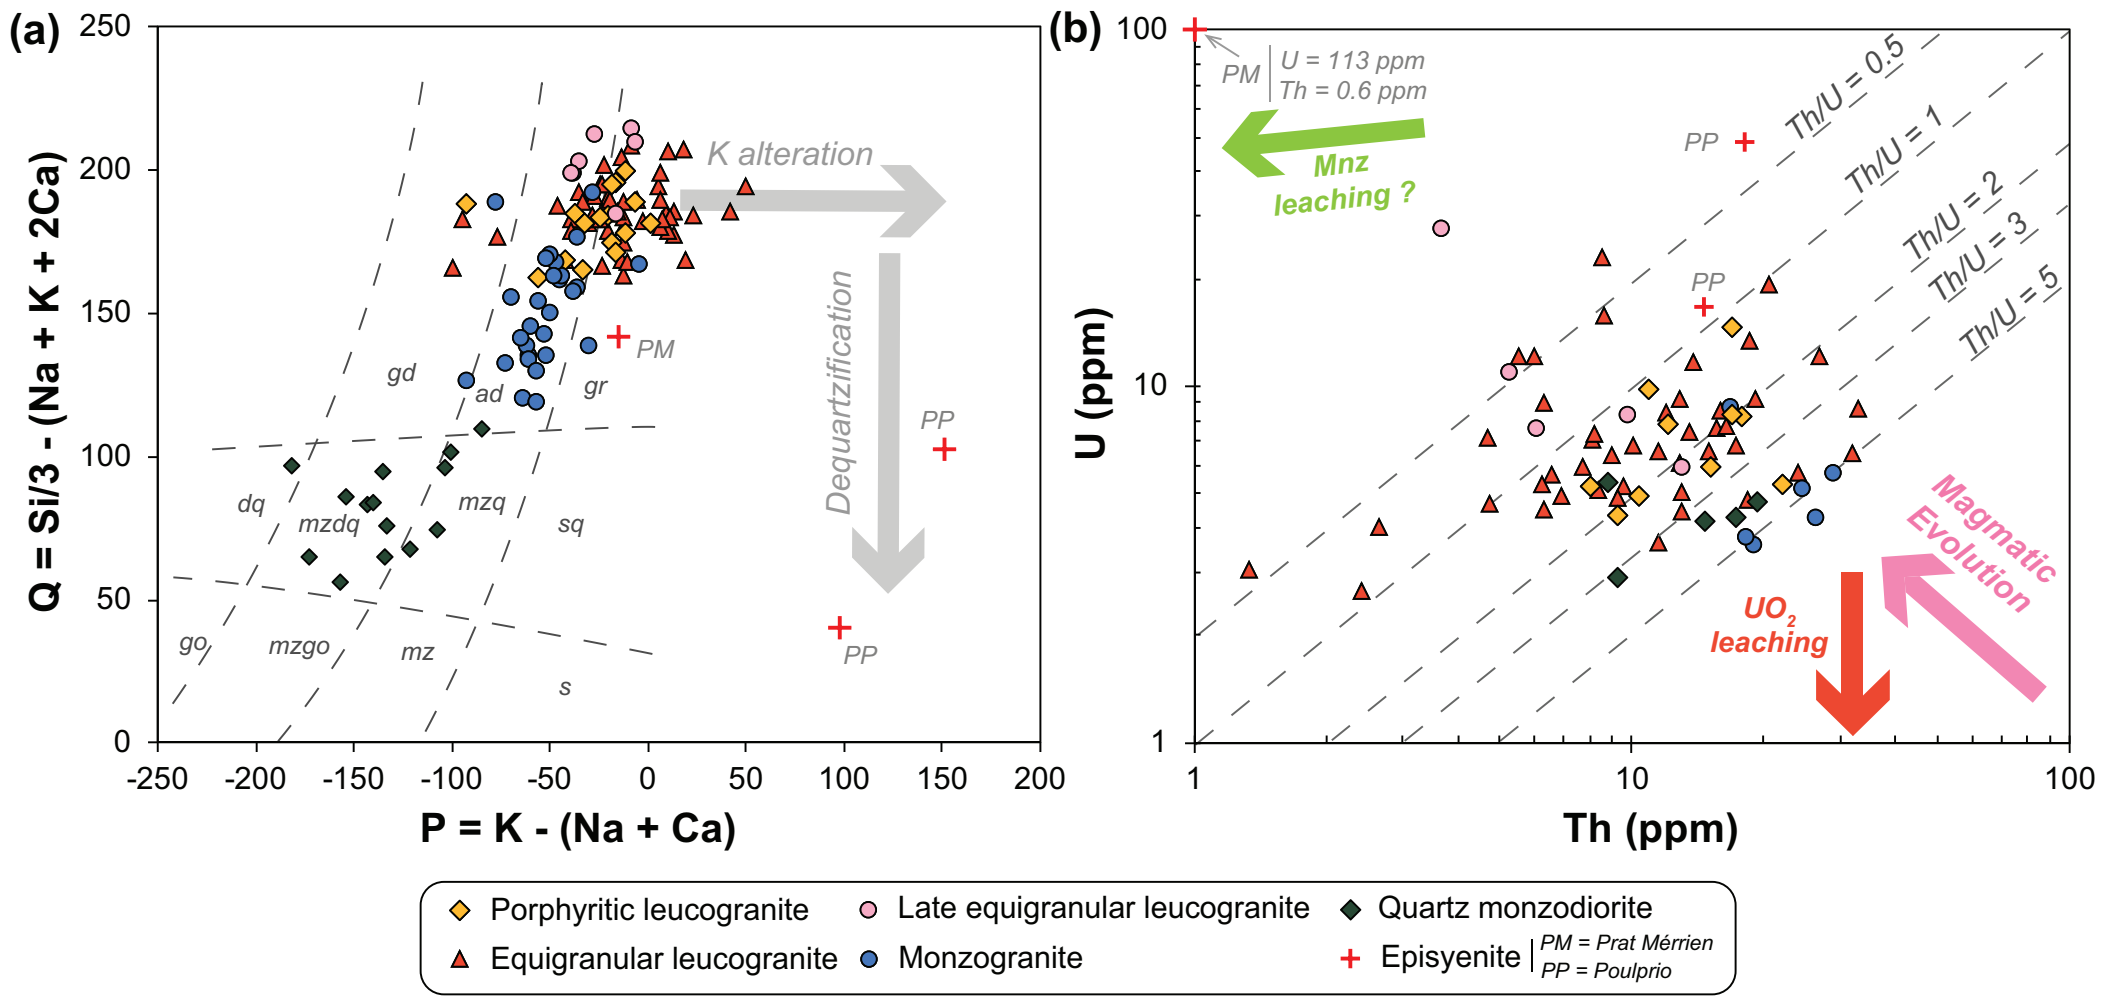 (a)
250
200
150
100
50
0
-250
-200
-150
-100
-50
0
50
100
150
200
Q = Si/3 - (Na + K + 2Ca)
P = K - (Na + Ca)
K alteration
Dequartzification
gd
ad
gr
dq
mzdq
mzq
sq
go
mzgo
mz
s
PM
PP
PP
(b)
100
10
1
1
10
100
U (ppm)
Th (ppm)
PM
U = 113 ppm
Th = 0.6 ppm
Mnz
leaching ?
PP
PP
Th/U = 0.5
Th/U = 1
Th/U = 2
Th/U = 3
Th/U = 5
Magmatic
Evolution
UO2
leaching
Porphyritic leucogranite
Late equigranular leucogranite
Quartz monzodiorite
Equigranular leucogranite
Monzogranite
Episyenite
PM = Prat Mérrien
PP = Poulprio